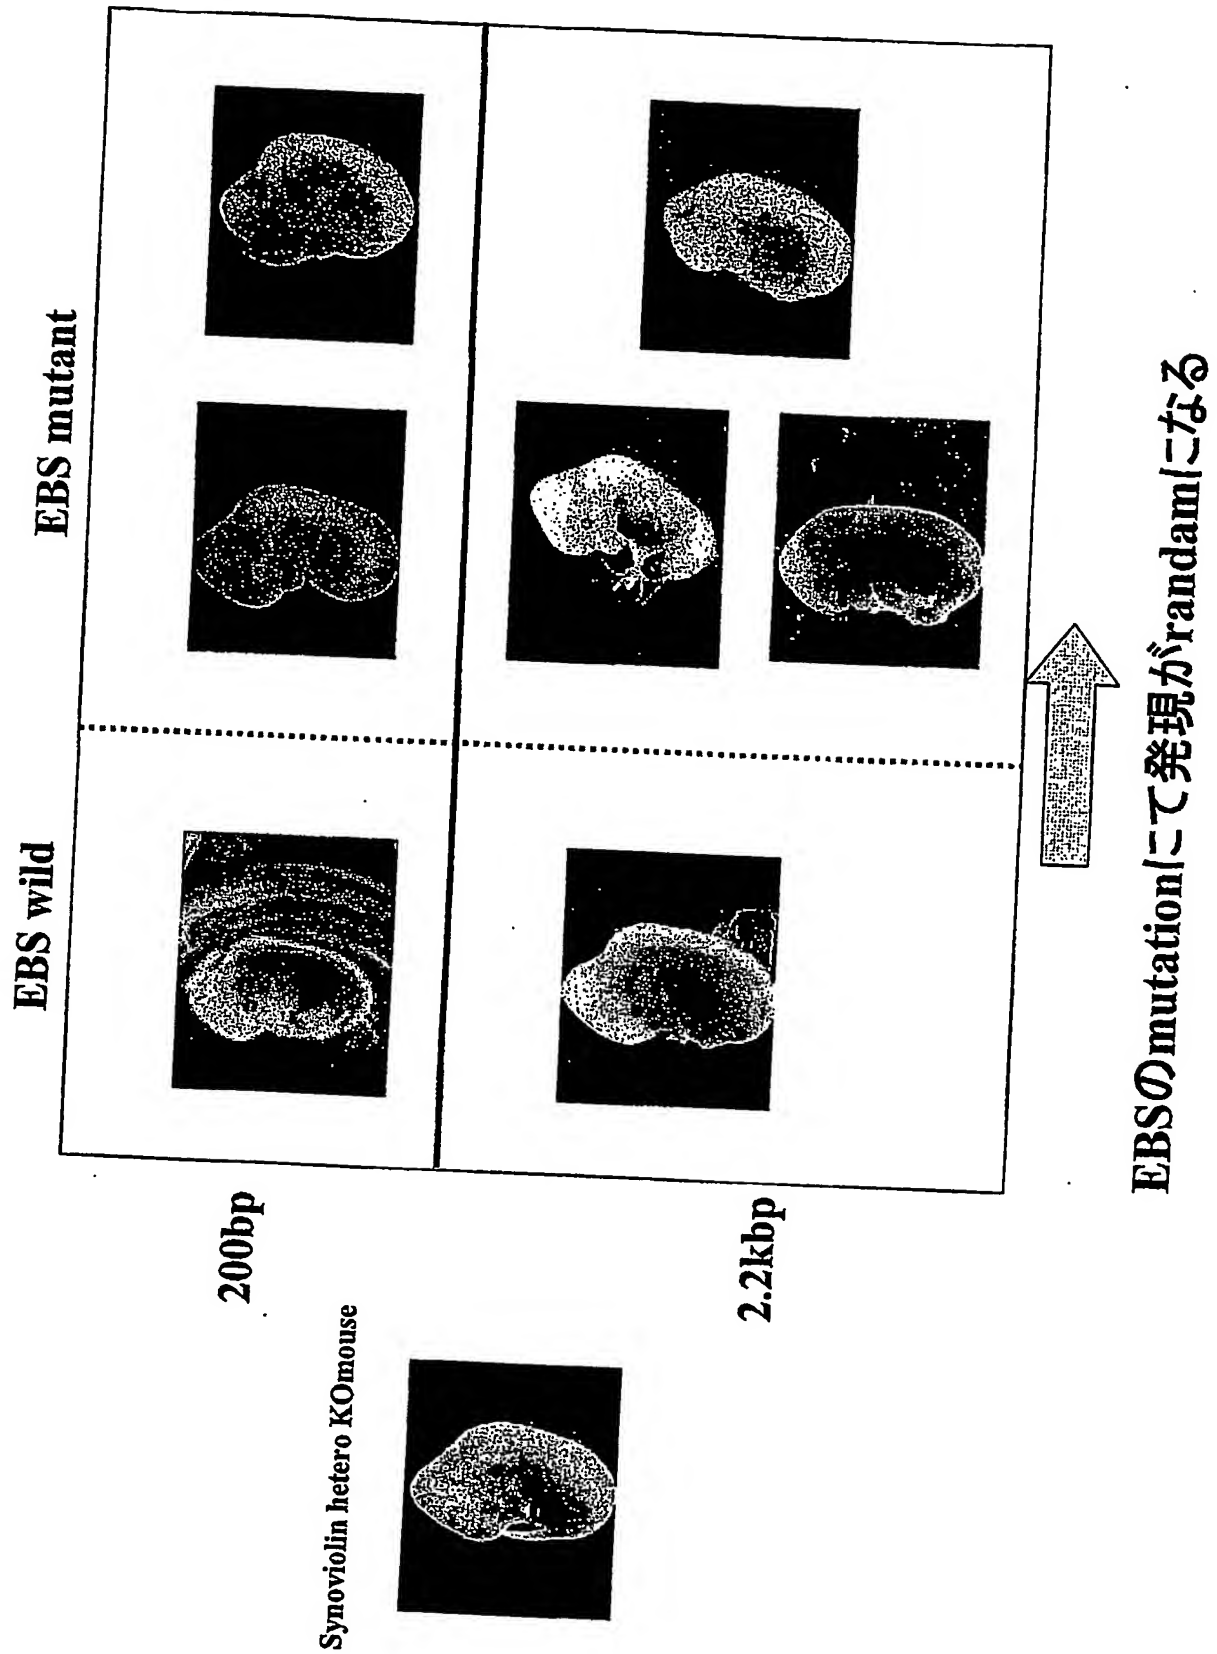 EBS wild
EBS mutant
200bp
Synoviolin hetero KOmouse
2.2kbp
EBSのmutationにて発現がrandamになる